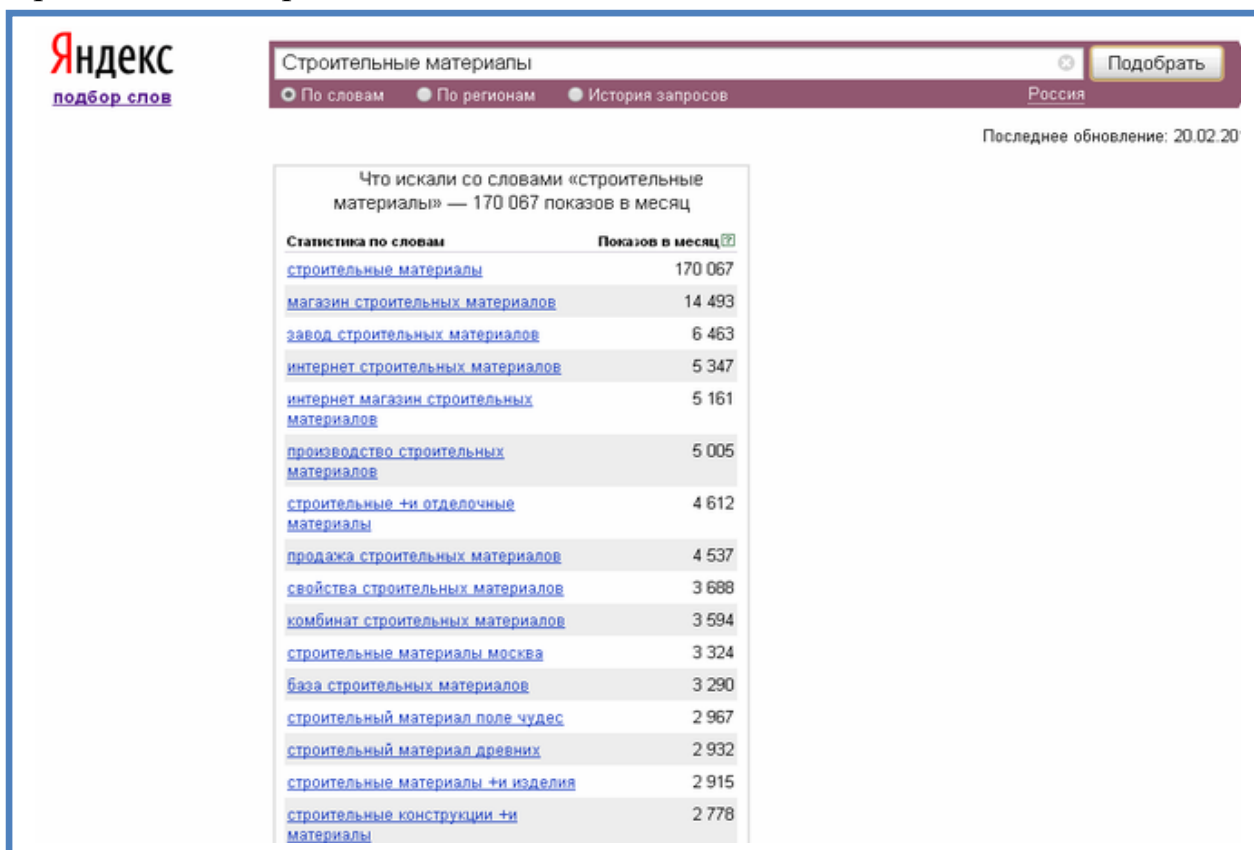 Яндекс
подбор слов
Строительные материалы
Подобрать
По словам По регионам История запросов Россия
Последнее обновление: 20.02.20
Что искали со словами «строительные
материалы» — 170 067 показов в месяц
Статистика по словам Показов в месяц [?]
строительные материалы 170 067
магазин строительных материалов 14 493
завод строительных материалов 6 463
интернет строительных материалов 5 347
интернет магазин строительных 5 161
материалов
производство строительных 5 005
материалов
строительные +и отделочные 4 612
материалы
продажа строительных материалов 4 537
свойства строительных материалов 3 688
комбинат строительных материалов 3 594
строительные материалы москва 3 324
база строительных материалов 3 290
строительный материал поле чудес 2 967
строительный материал древних 2 932
строительные материалы +и изделия 2 915
строительные конструкции +и 2 778
материалы